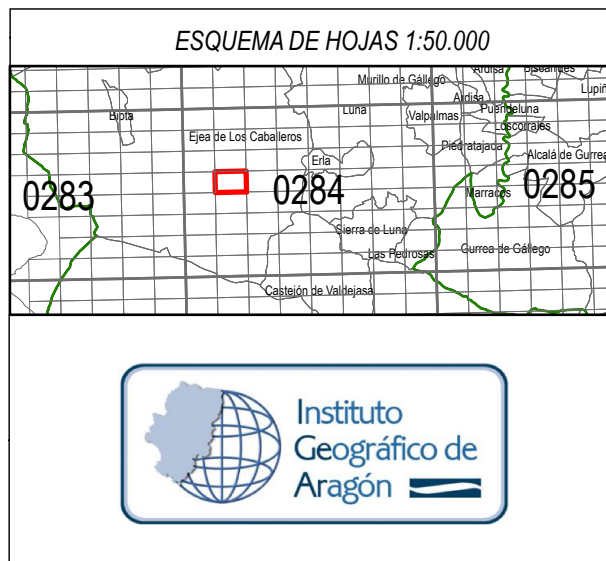 ESQUEMA DE HOJAS 1:50.000
Murillo de Gállego
Ardisa
Biscarrués
Lupiñ
Biota
Luna
Ardisa
Puendeluna
Valpalmas
Loscorrales
Ejea de Los Caballeros
Piedratajada
Erla
Alcalá de Gurrea
0283
0284
Marracos
0285
Sierra de Luna
Las Pedrosas
Gurrea de Gállego
Castejón de Valdejasa
Instituto
Geográfico de
Aragón